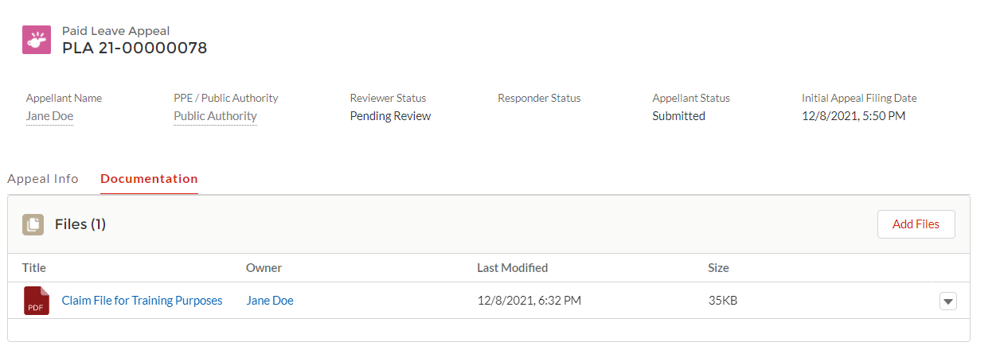 Paid Leave Appeal
PLA 21-00000078
Appellant Name PPE / Public Authority Reviewer Status Responder Status Appellant Status Initial Appeal Filing Date
Jane Doe Public Authority Pending Review Submitted 12/8/2021, 5:50 PM
Appeal Info Documentation
Files (1) Add Files
Title Owner Last Modified Size
PDF Claim File for Training Purposes Jane Doe 12/8/2021, 6:32 PM 35KB